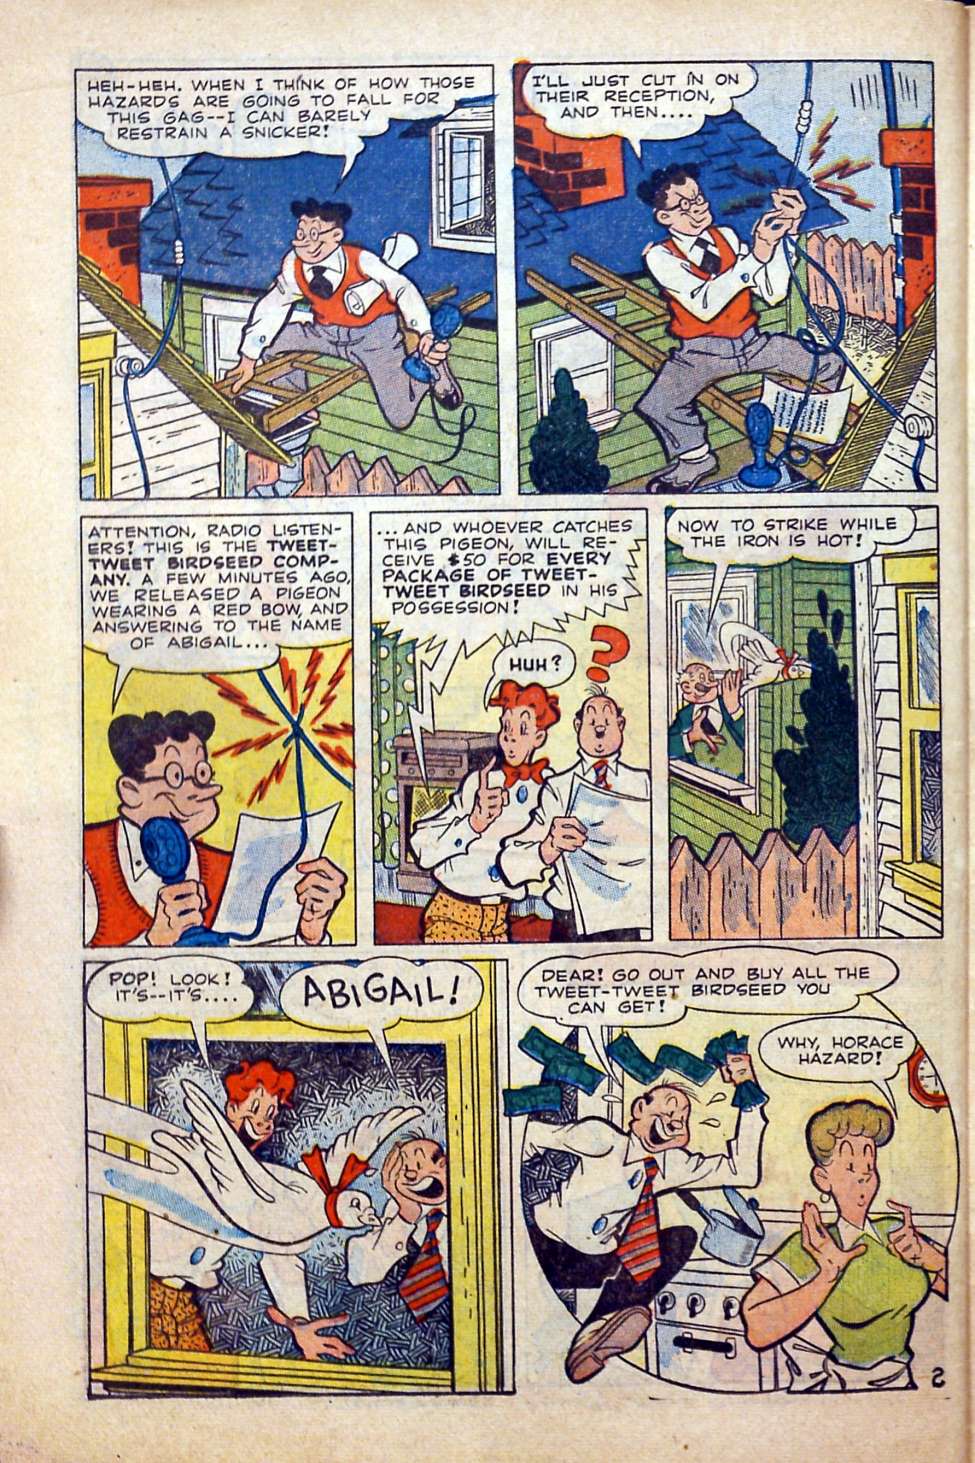 HEH-HEH. WHEN I THINK OF HOW THOSE
HAZARDS ARE GOING TO FALL FOR
THIS GAG--I CAN BARELY
RESTRAIN A SNICKER!
I'LL JUST CUT IN ON
THEIR RECEPTION,
AND THEN....
ATTENTION, RADIO LISTEN-
ERS! THIS IS THE TWEET-
TWEET BIRDSEED COMP-
ANY. A FEW MINUTES AGO,
WE RELEASED A PIGEON
WEARING A RED BOW, AND
ANSWERING TO THE NAME
OF ABIGAIL...
...AND WHOEVER CATCHES
THIS PIGEON, WILL RE-
CEIVE $50 FOR EVERY
PACKAGE OF TWEET-
TWEET BIRDSEED IN HIS
POSSESSION!
HUH?
?
NOW TO STRIKE WHILE
THE IRON IS HOT!
POP! LOOK!
IT'S--IT'S....
ABIGAIL!
DEAR! GO OUT AND BUY ALL THE
TWEET-TWEET BIRDSEED YOU
CAN GET!
WHY, HORACE
HAZARD!
2